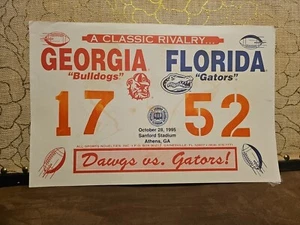 A CLASSIC RIVALRY...
GEORGIA FLORIDA
"Bulldogs" "Gators"
17 52
October 28, 1995
Sanford Stadium
Athens, GA
Dawgs vs. Gators!